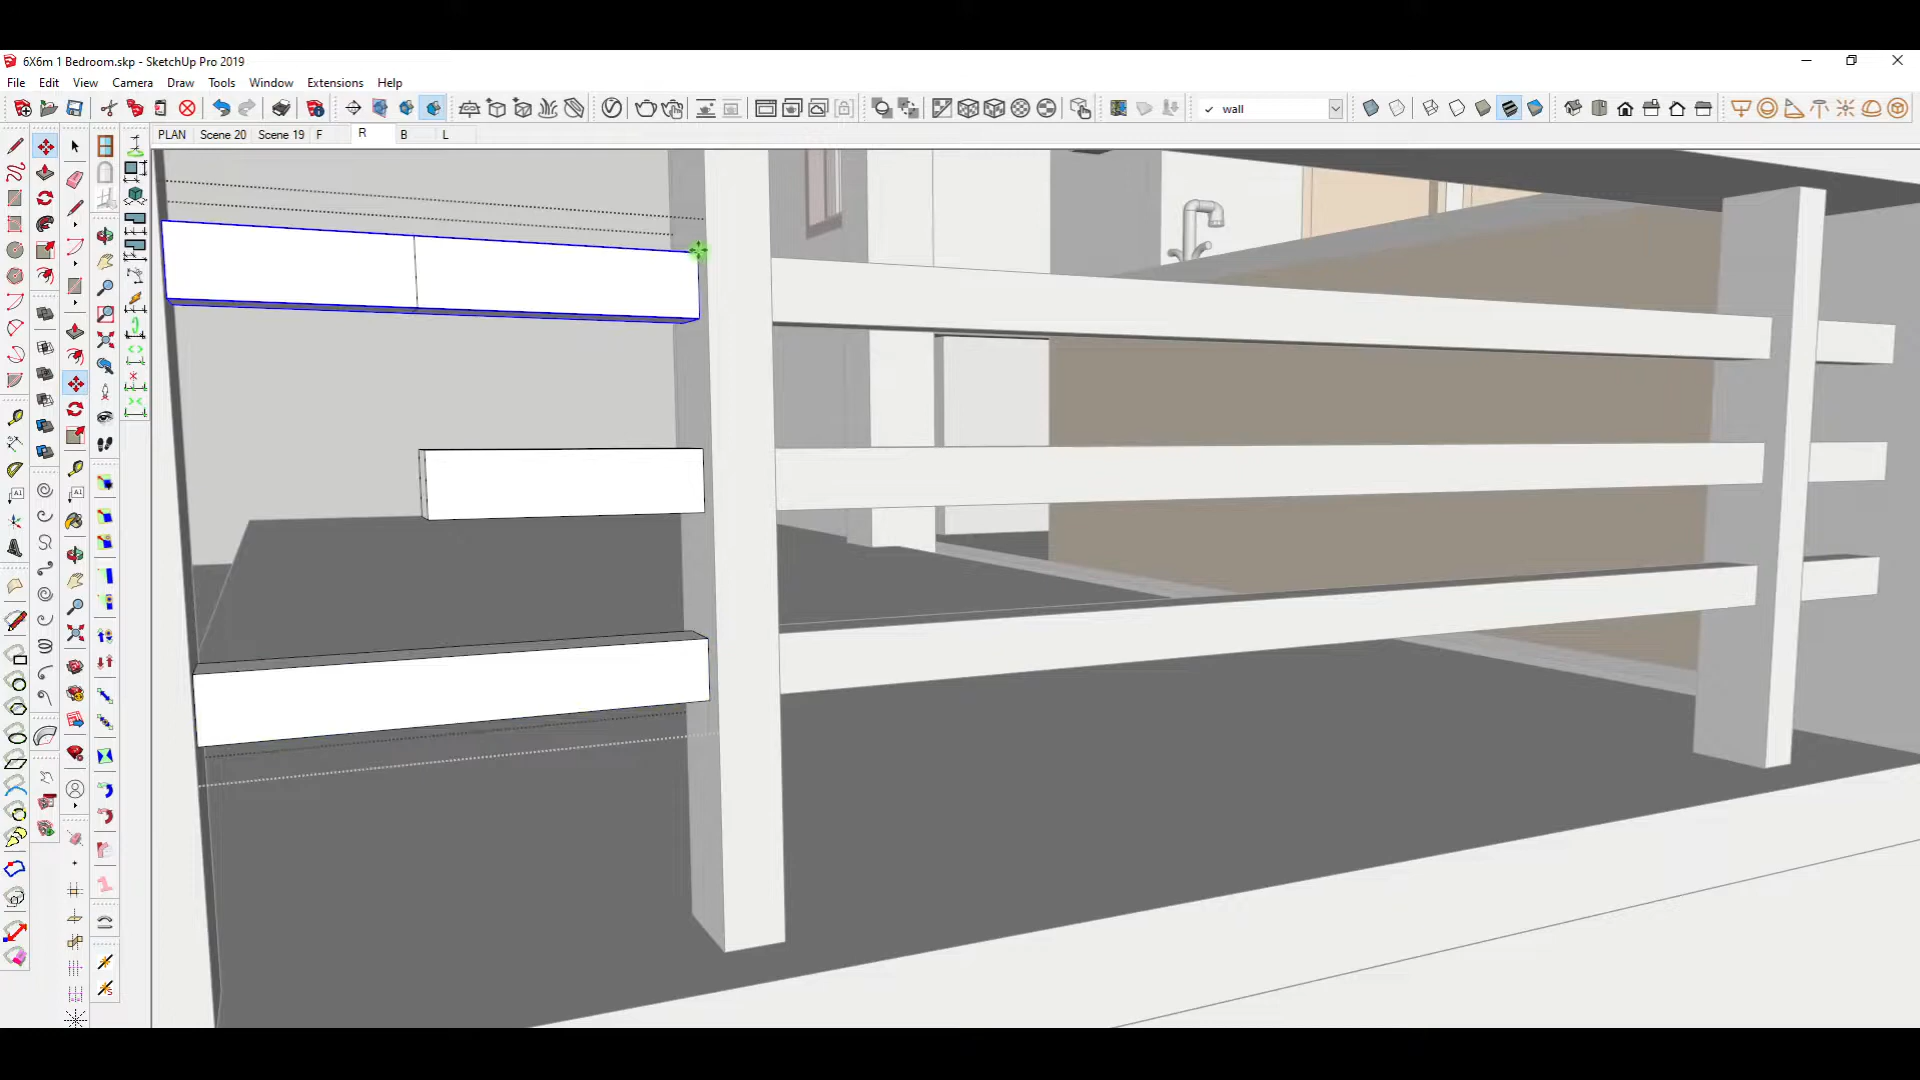 6X6m 1 Bedroom.skp - SketchUp Pro 2019
File Edit View Camera Draw Tools Window Extensions Help
wall
PLAN Scene 20 Scene 19 F R B L